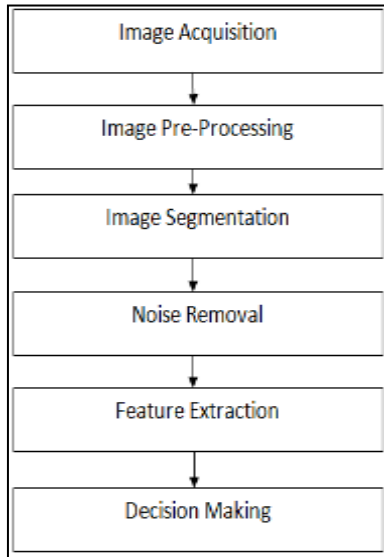 Image Acquisition
Image Pre-Processing
Image Segmentation
Noise Removal
Feature Extraction
Decision Making